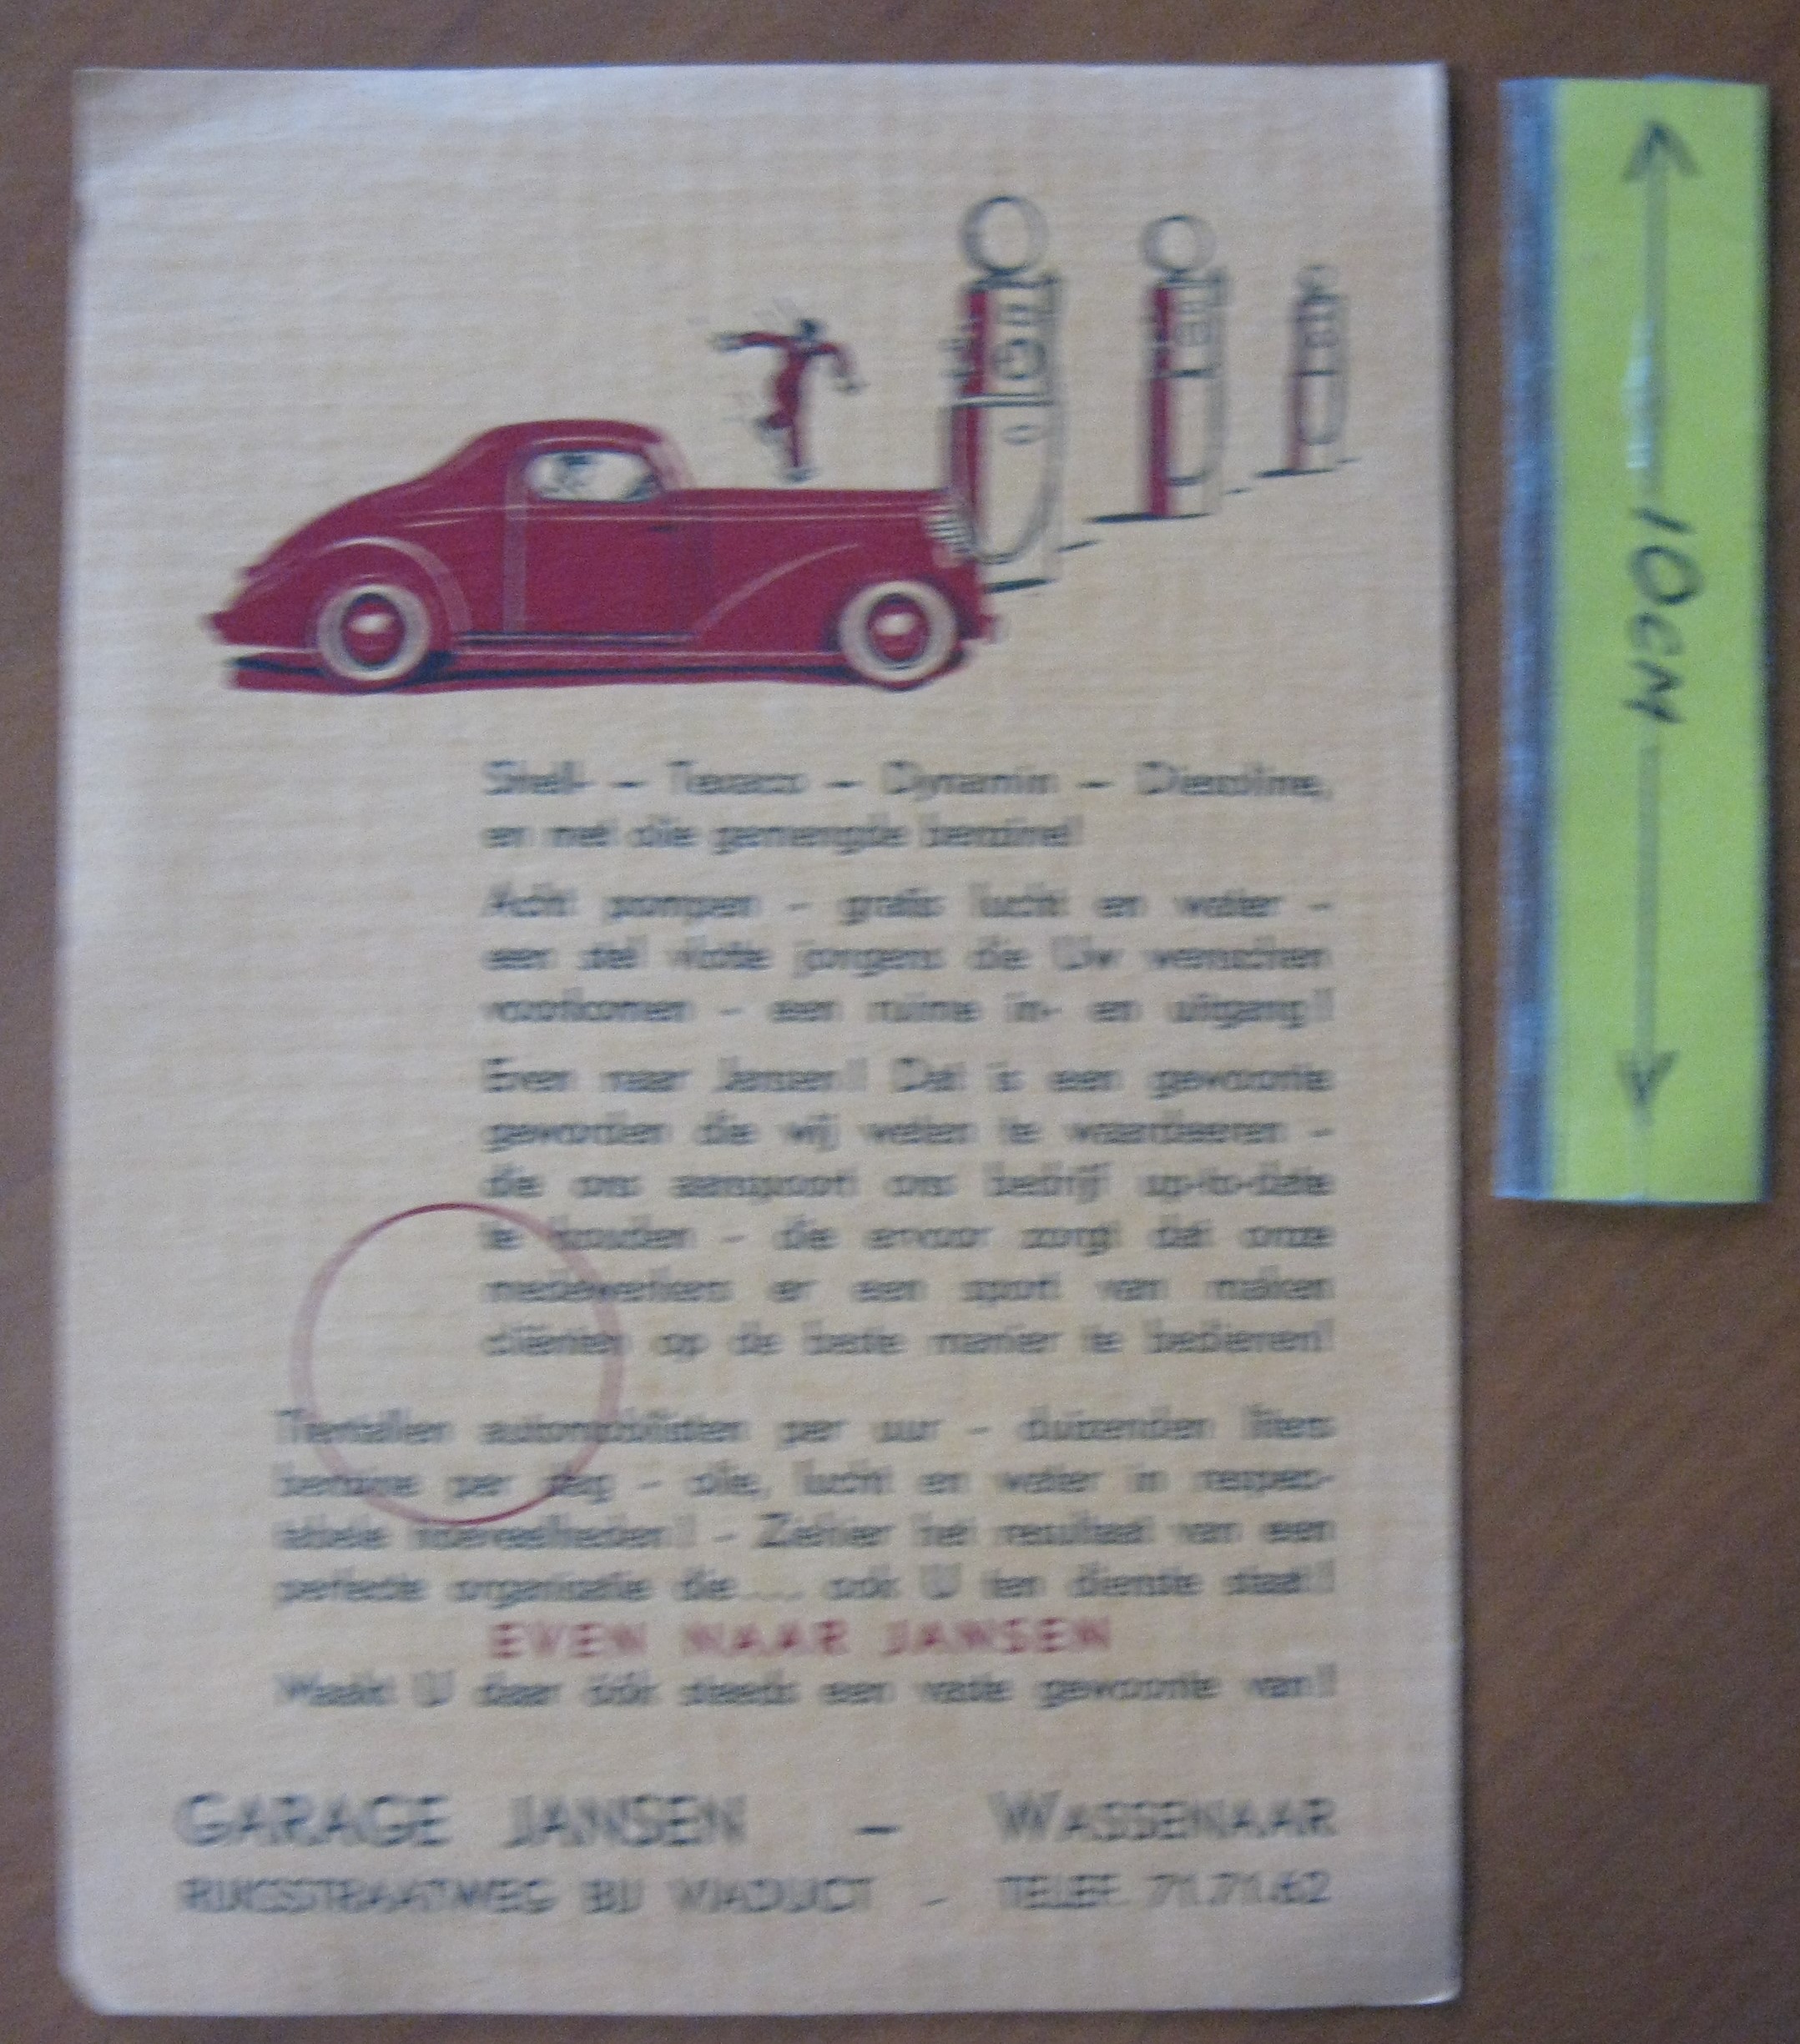 Shell - Texaco - Dynamin - Diesoline,
en met olie gemengde benzine!
Acht pompen - gratis lucht en water -
een stel vlotte jongens die Uw wenschen
voorkomen - een ruime in- en uitgang!!
Even naar Jansen!! Dat is een gewoonte
geworden die wij weten te waardeeren -
die ons aanspoort ons bedrijf up-to-date
te houden - die ervoor zorgt dat onze
medewerkers er een sport van maken
cliënten op de beste manier te bedienen!
Tientallen automobilisten per uur - duizenden liters
benzine per dag - olie, lucht en water in respec-
tabele hoeveelheden!! - Ziehier het resultaat van een
perfecte organisatie die.... ook U ten dienste staat!!
EVEN NAAR JANSEN
Maakt U daar óók steeds een vaste gewoonte van!!
GARAGE JANSEN - WASSENAAR
RIJKSSTRAATWEG BIJ VIADUCT - TELEF. 71.71.62
10CM